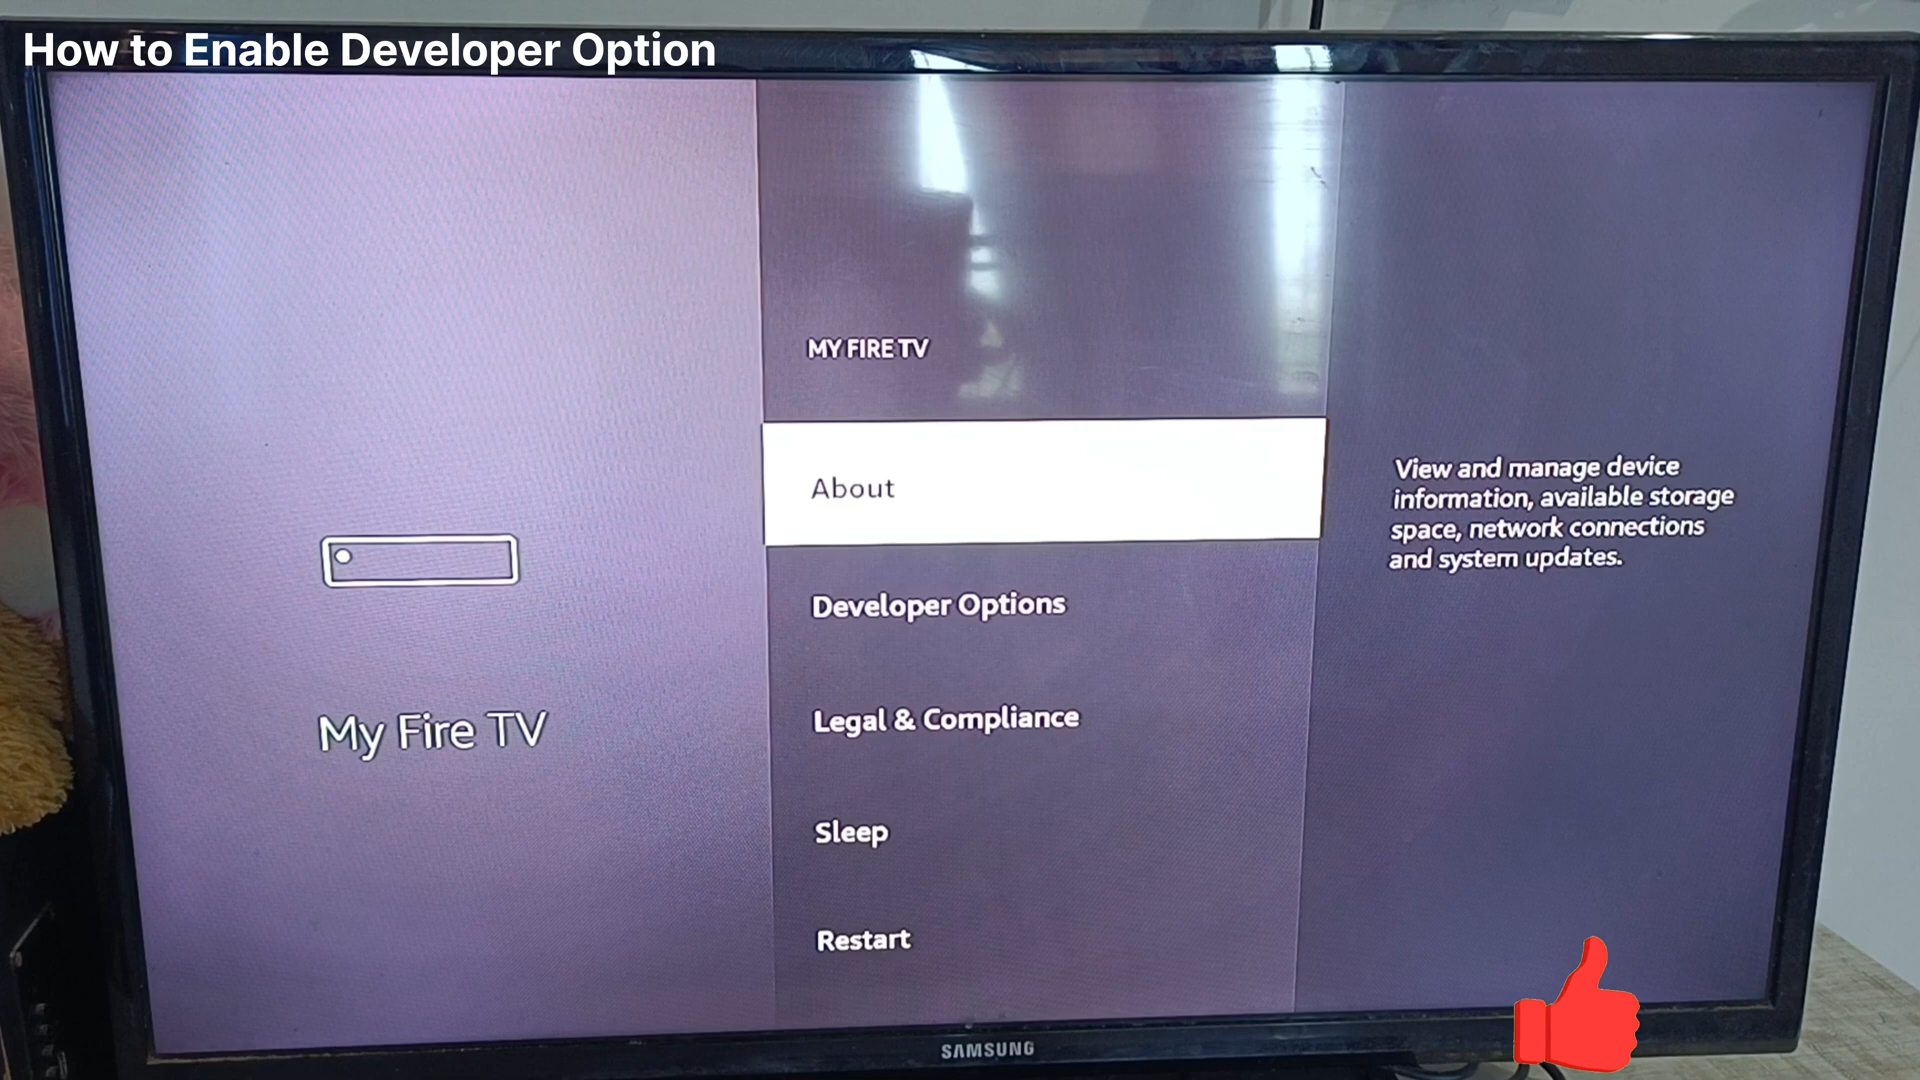 How to Enable Developer Option
MY FIRE TV
About
Developer Options
Legal & Compliance
Sleep
Restart
My Fire TV
View and manage device
information, available storage
space, network connections
and system updates.
SAMSUNG